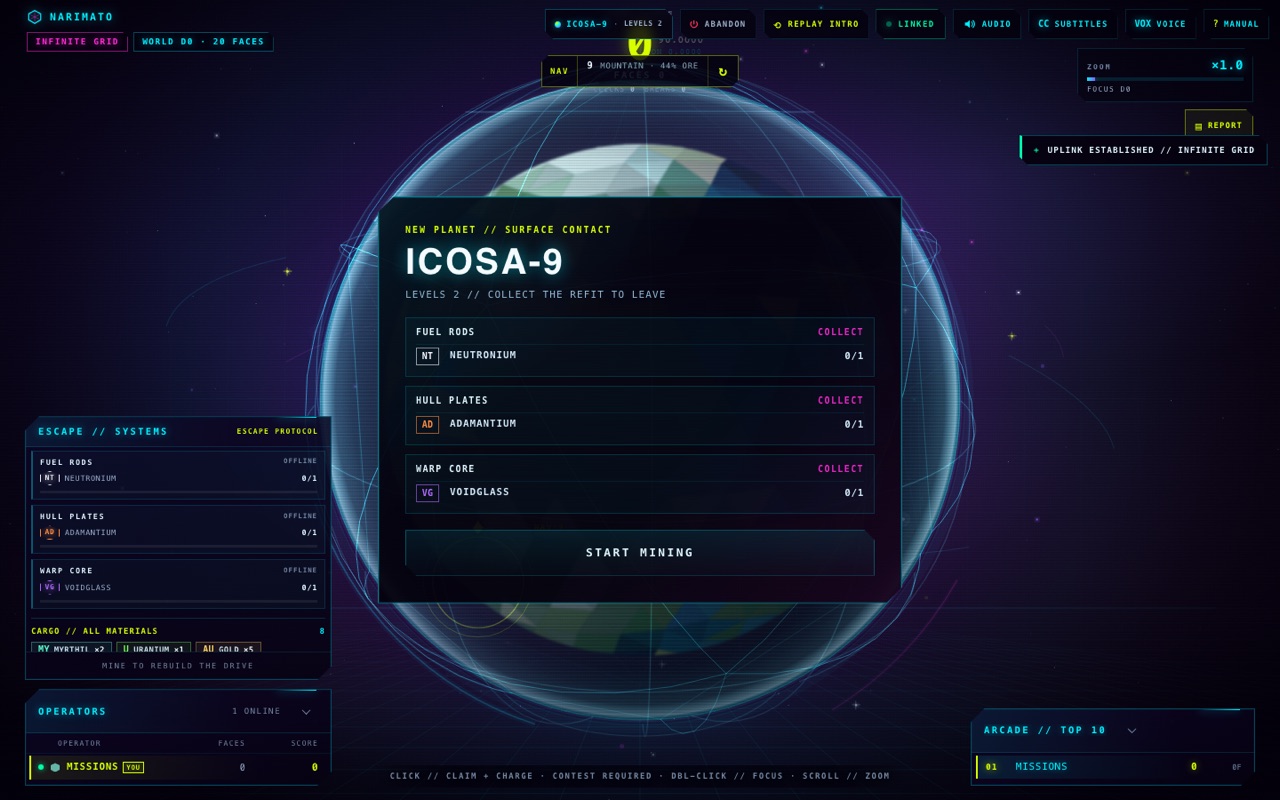 NARIMATO
INFINITE GRID
WORLD D0 · 20 FACES
ICOSA-9 · LEVELS 2
ABANDON
REPLAY INTRO
LINKED
AUDIO
CC SUBTITLES
VOX VOICE
? MANUAL
0
NAV
9 MOUNTAIN · 44% ORE
ZOOM ×1.0
FOCUS D0
REPORT
+ UPLINK ESTABLISHED // INFINITE GRID
NEW PLANET // SURFACE CONTACT
ICOSA-9
LEVELS 2 // COLLECT THE REFIT TO LEAVE
FUEL RODS COLLECT
NT NEUTRONIUM 0/1
HULL PLATES COLLECT
AD ADAMANTIUM 0/1
WARP CORE COLLECT
VG VOIDGLASS 0/1
START MINING
ESCAPE // SYSTEMS ESCAPE PROTOCOL
FUEL RODS OFFLINE
NT NEUTRONIUM 0/1
HULL PLATES OFFLINE
AD ADAMANTIUM 0/1
WARP CORE OFFLINE
VG VOIDGLASS 0/1
CARGO // ALL MATERIALS 8
MY MYRTHIL ×2 U URANIUM ×1 AU GOLD ×5
MINE TO REBUILD THE DRIVE
OPERATORS 1 ONLINE
OPERATOR FACES SCORE
MISSIONS YOU 0 0
CLICK // CLAIM + CHARGE · CONTEST REQUIRED · DBL-CLICK // FOCUS · SCROLL // ZOOM
ARCADE // TOP 10
01 MISSIONS 0 0F